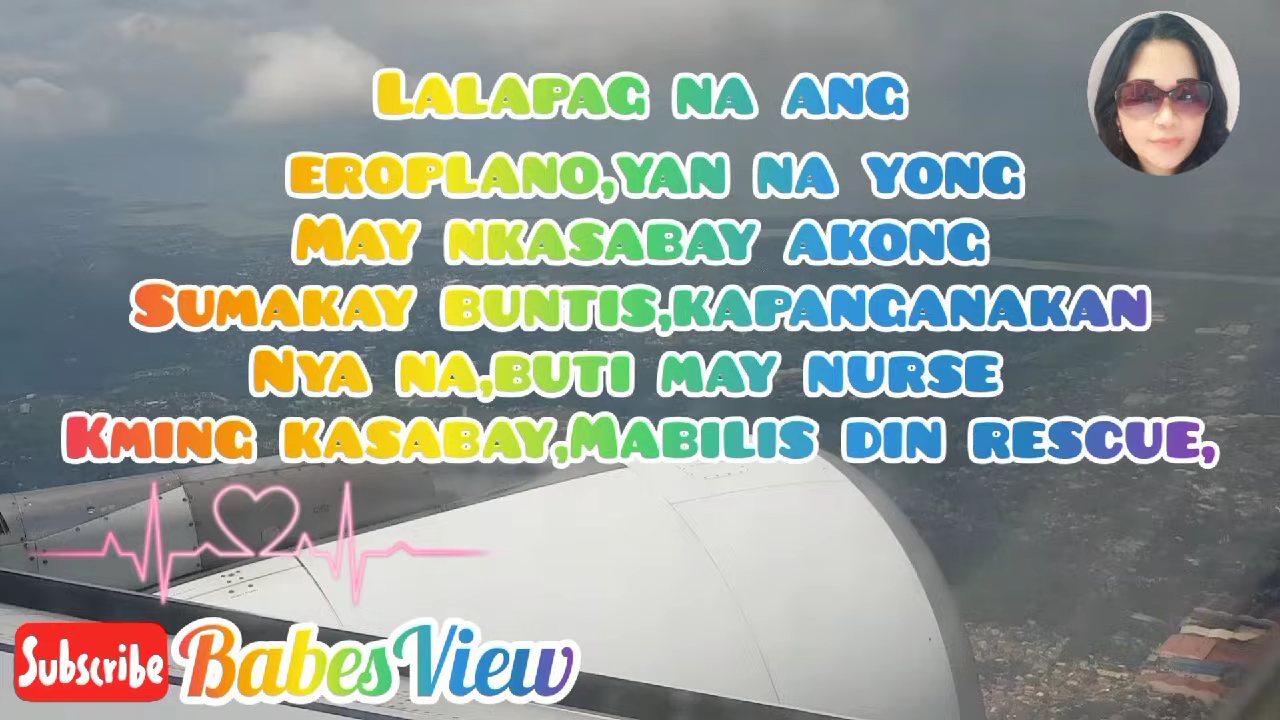 Lalapag na ang
eroplano,yan na yong
May nkasabay akong
Sumakay buntis,kapanganakan
Nya na,buti may nurse
Kming kasabay,Mabilis din rescue,
Subscribe BabesView